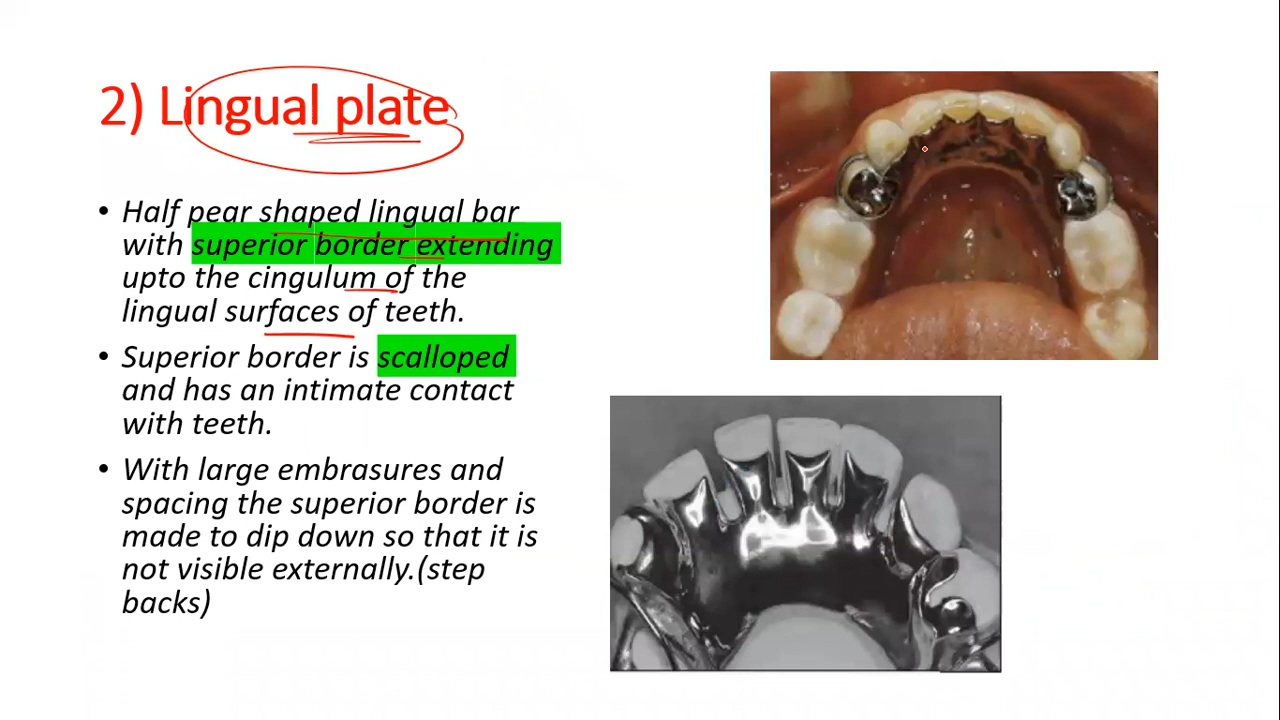 2) Lingual plate
• Half pear shaped lingual bar
with superior border extending
upto the cingulum of the
lingual surfaces of teeth.
• Superior border is scalloped
and has an intimate contact
with teeth.
• With large embrasures and
spacing the superior border is
made to dip down so that it is
not visible externally.(step
backs)